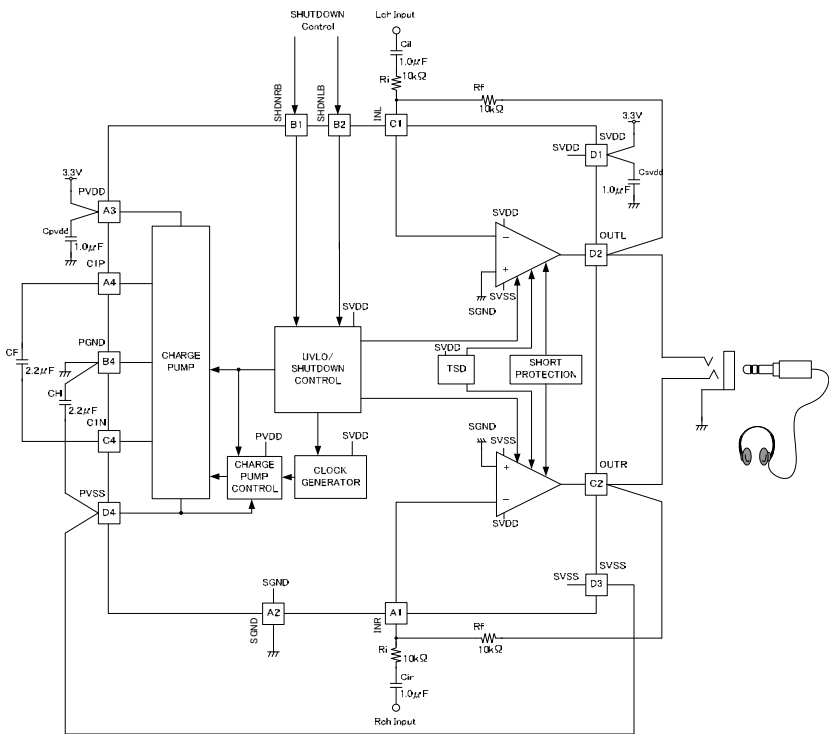 SHUTDOWN
Control
Lch Input
Cil
1.0μF
Ri
10kΩ
Rf
10kΩ
SHDNRB
SHDNLB
INL
B1
B2
C1
3.3V
SVDD
SVDD
D1
Csvdd
1.0μF
3.3V
PVDD
A3
Cpvdd
1.0μF
C1P
A4
SVDD
−
+
SVSS
SGND
OUTL
D2
PGND
B4
CF
2.2μF
CH
2.2μF
C1N
C4
CHARGE
PUMP
SVDD
UVLO/
SHUTDOWN
CONTROL
SVDD
TSD
SHORT
PROTECTION
PVDD
SVDD
CHARGE
PUMP
CONTROL
CLOCK
GENERATOR
SGND
SVSS
+
−
SVDD
OUTR
C2
PVSS
D4
SVSS
SVSS
D3
SGND
A2
SGND
A1
INR
Rf
10kΩ
Ri
10kΩ
Cir
1.0μF
Rch Input